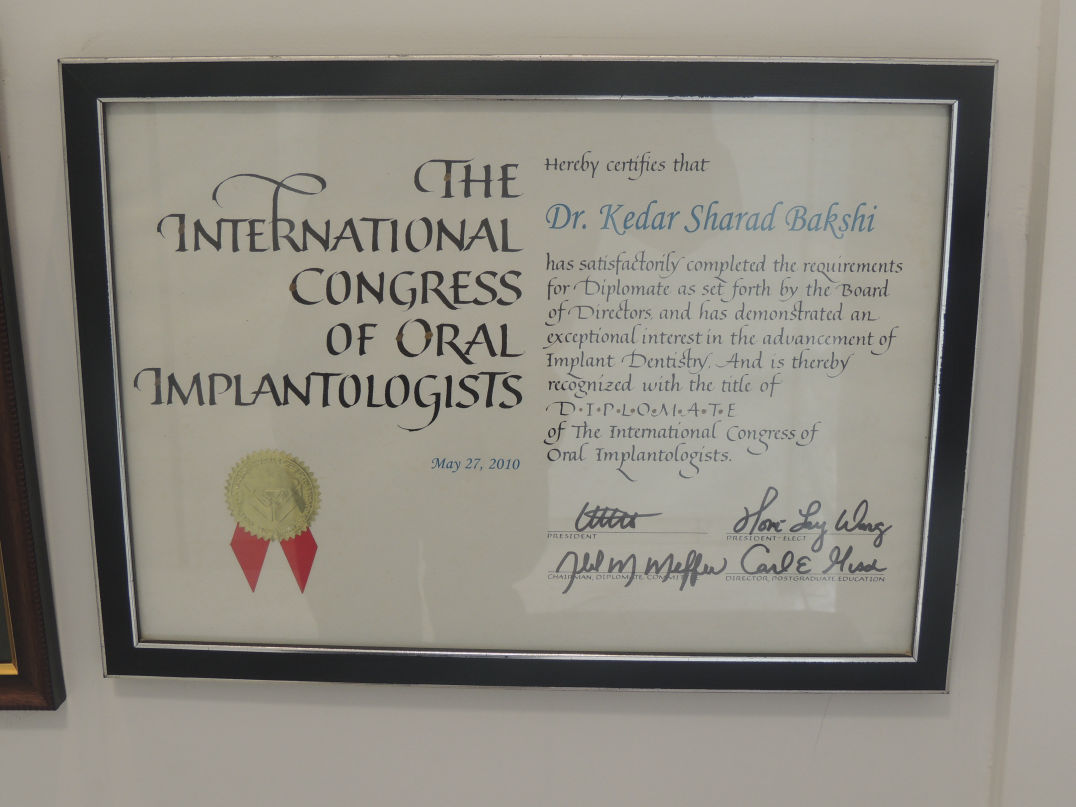 THE
INTERNATIONAL
CONGRESS
OF ORAL
IMPLANTOLOGISTS
May 27, 2010
Hereby certifies that
Dr. Kedar Sharad Bakshi
has satisfactorily completed the requirements
for Diplomate as set forth by the Board
of Directors, and has demonstrated an
exceptional interest in the advancement of
Implant Dentistry. And is thereby
recognized with the title of
D•I•P•L•O•M•A•T•E
of The International Congress of
Oral Implantologists.
PRESIDENT
PRESIDENT-ELECT
CHAIRMAN, DIPLOMATE COMMIT
Carl E
DIRECTOR, POSTGRADUATE EDUCATION